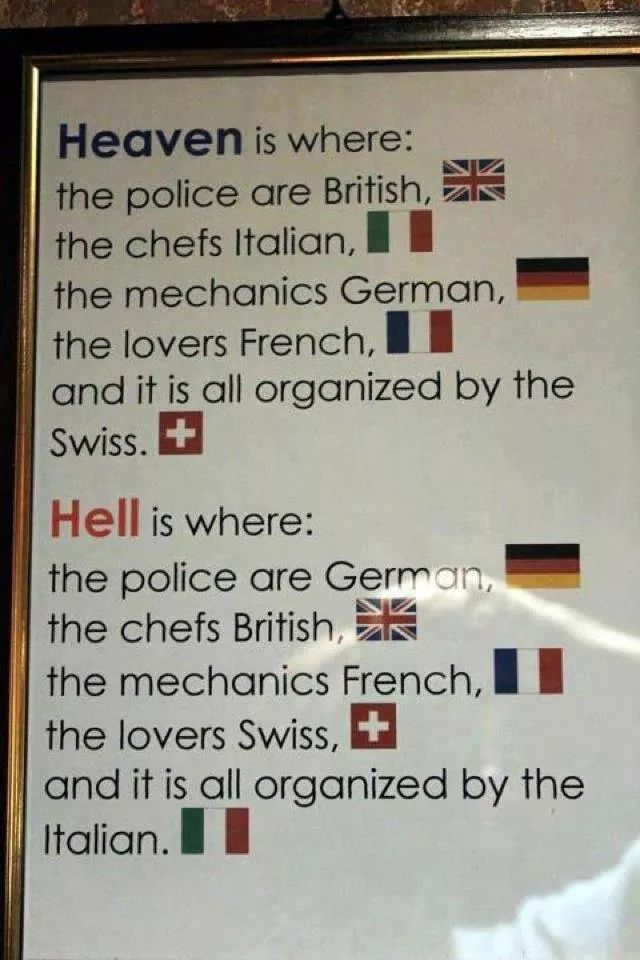 Heaven is where:
the police are British,
the chefs Italian,
the mechanics German,
the lovers French,
and it is all organized by the
Swiss.
Hell is where:
the police are German,
the chefs British,
the mechanics French,
the lovers Swiss,
and it is all organized by the
Italian.